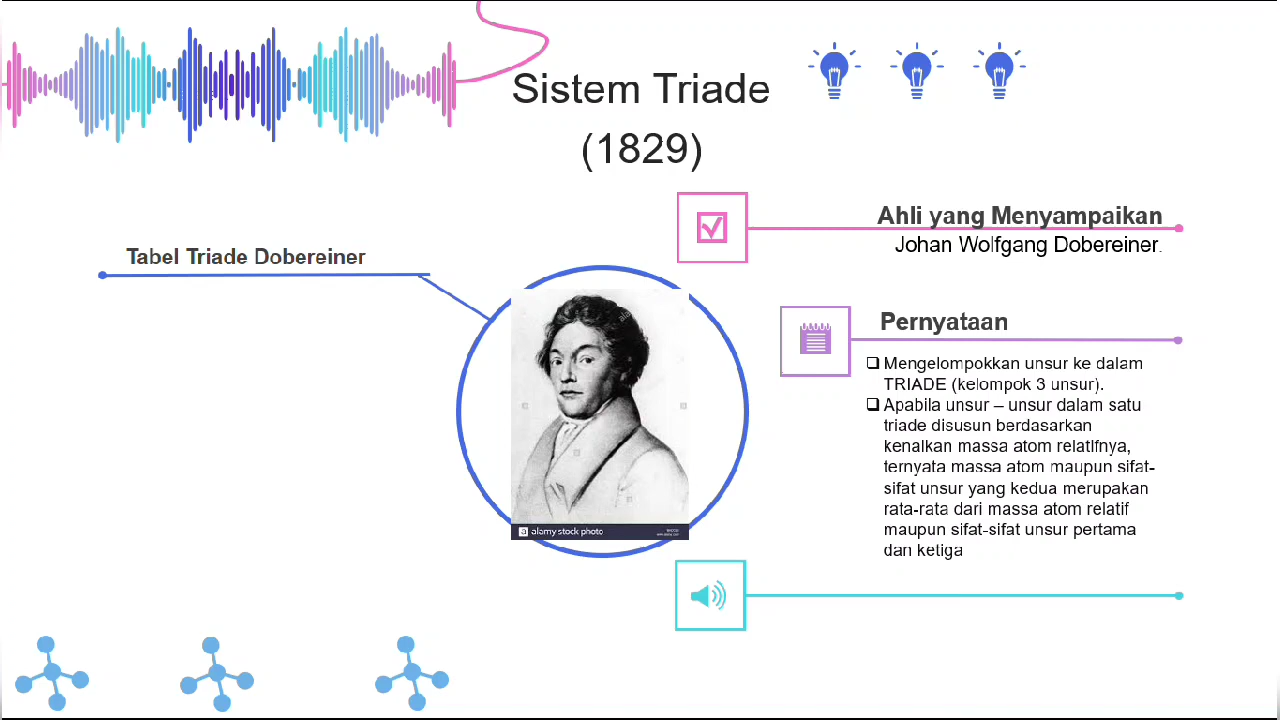 Sistem Triade
(1829)
Ahli yang Menyampaikan
Johan Wolfgang Dobereiner.
Tabel Triade Dobereiner
Pernyataan
❑ Mengelompokkan unsur ke dalam
TRIADE (kelompok 3 unsur).
❑ Apabila unsur – unsur dalam satu
triade disusun berdasarkan
kenaikan massa atom relatifnya,
ternyata massa atom maupun sifat-
sifat unsur yang kedua merupakan
rata-rata dari massa atom relatif
maupun sifat-sifat unsur pertama
dan ketiga
a alamy stock photo